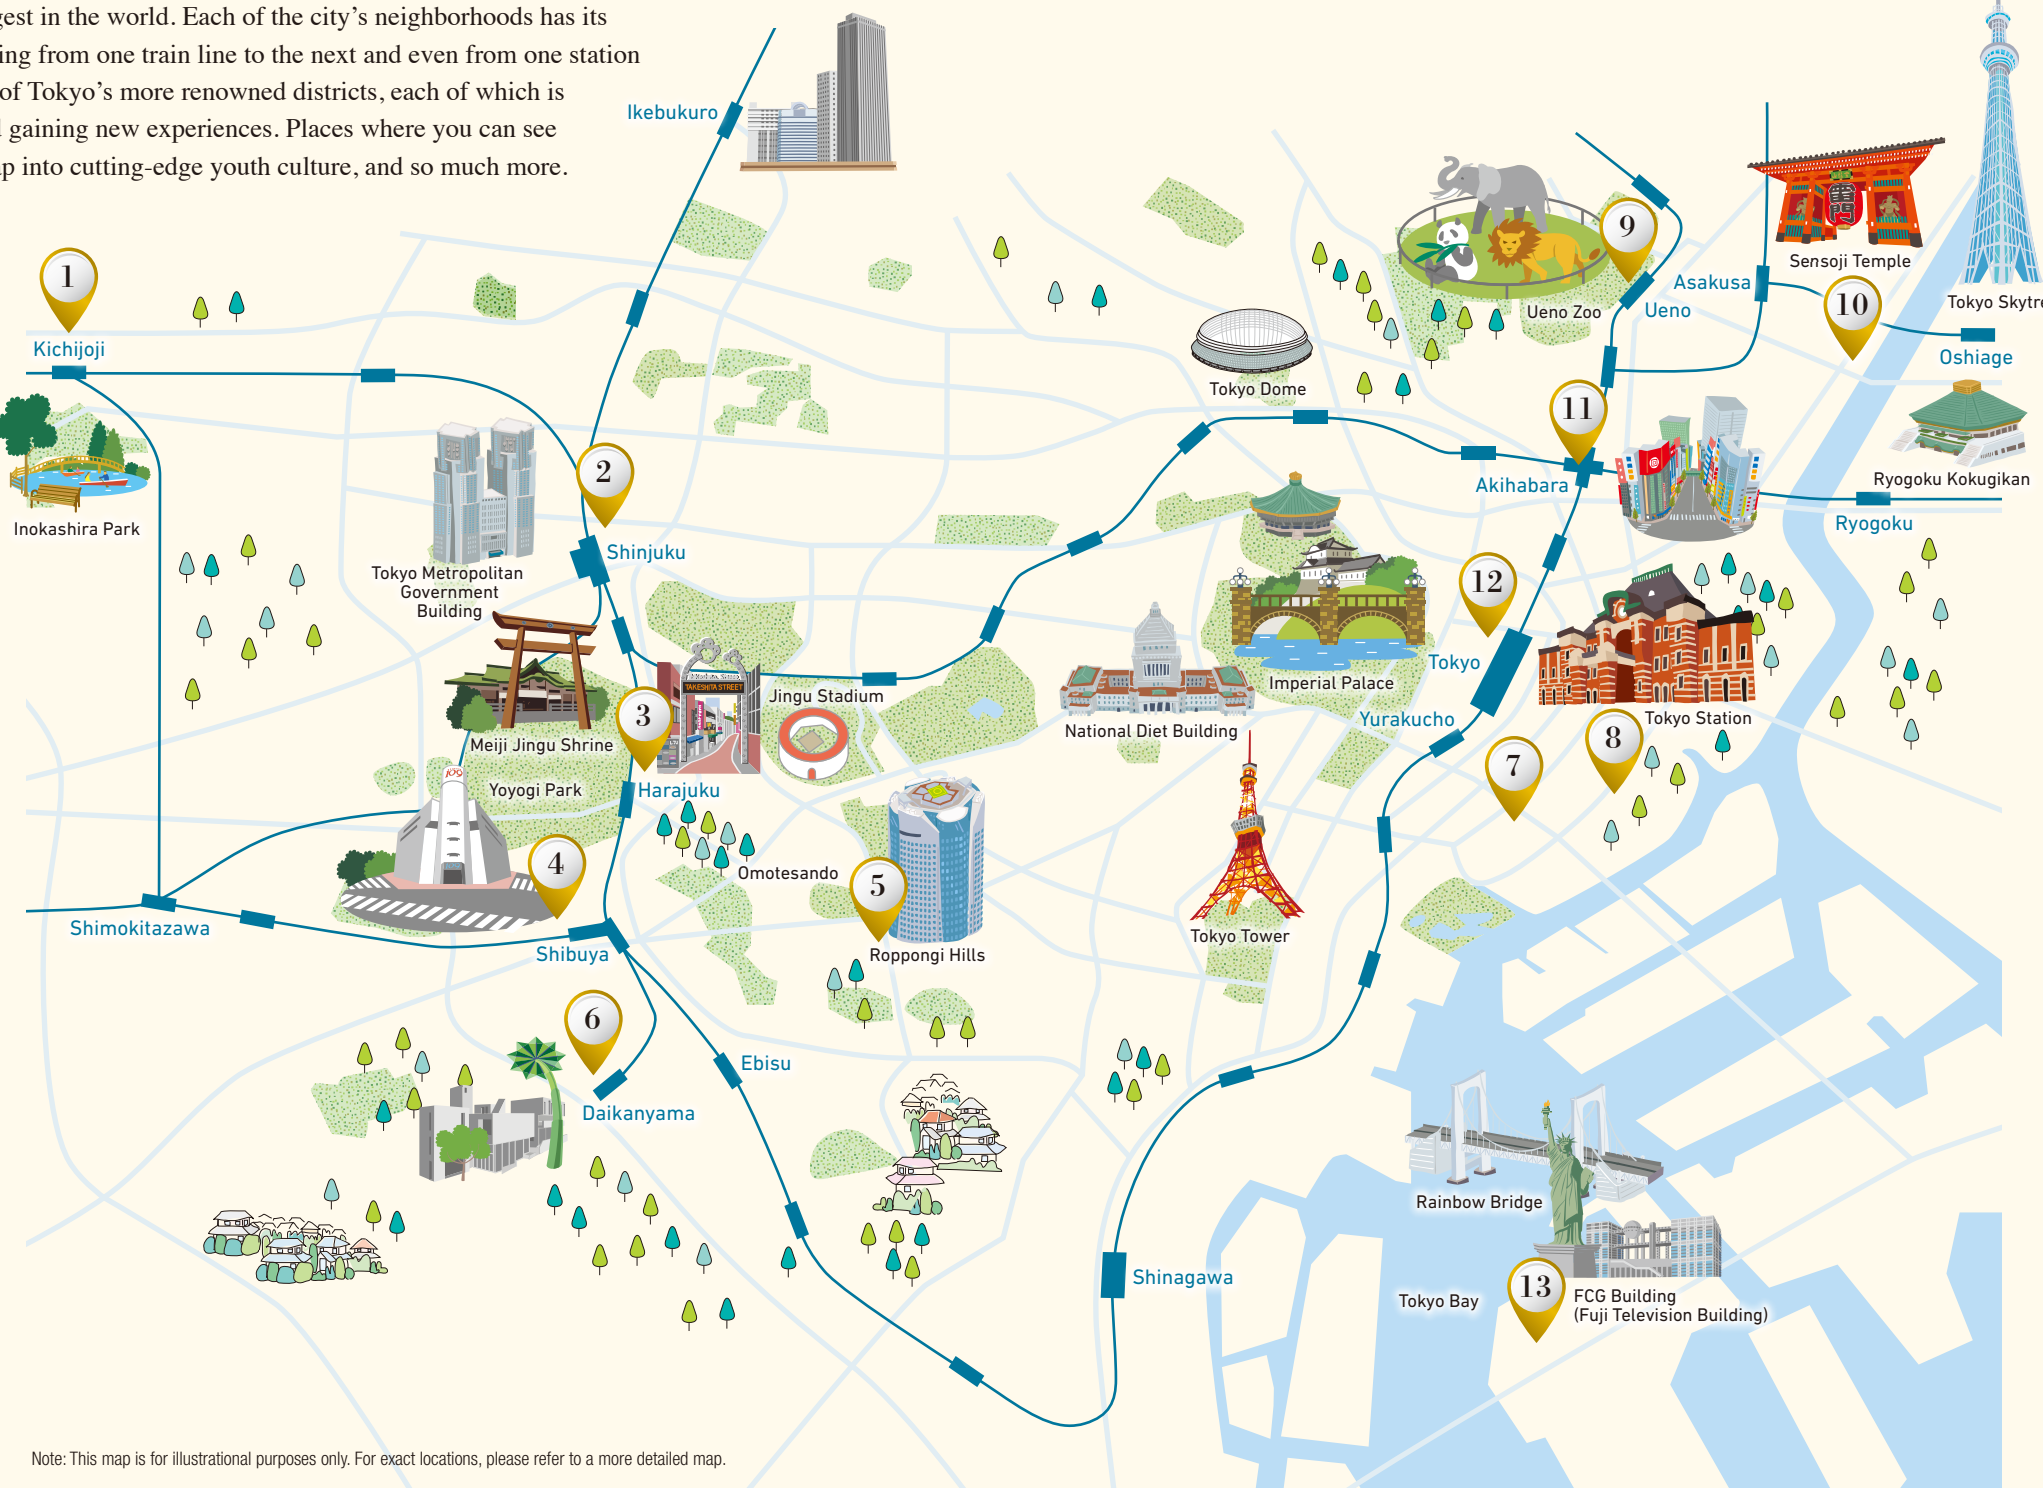 gest in the world. Each of the city’s neighborhoods has its
ing from one train line to the next and even from one station
of Tokyo’s more renowned districts, each of which is
l gaining new experiences. Places where you can see
ap into cutting-edge youth culture, and so much more.
Ikebukuro
1
Kichijoji
Inokashira Park
9
Ueno Zoo
Ueno
Asakusa
雷門
Sensoji Temple
10
Tokyo Skytre
Oshiage
Tokyo Dome
11
Akihabara
Ryogoku Kokugikan
Ryogoku
2
Shinjuku
Tokyo Metropolitan
Government
Building
12
Tokyo
Imperial Palace
Yurakucho
Tokyo Station
8
7
National Diet Building
TAKESHITA STREET
Jingu Stadium
3
Meiji Jingu Shrine
Yoyogi Park
Harajuku
109
4
Omotesando
5
Roppongi Hills
Tokyo Tower
Shimokitazawa
Shibuya
6
Daikanyama
Ebisu
Shinagawa
Rainbow Bridge
Tokyo Bay
13
FCG Building
(Fuji Television Building)
Note: This map is for illustrational purposes only. For exact locations, please refer to a more detailed map.